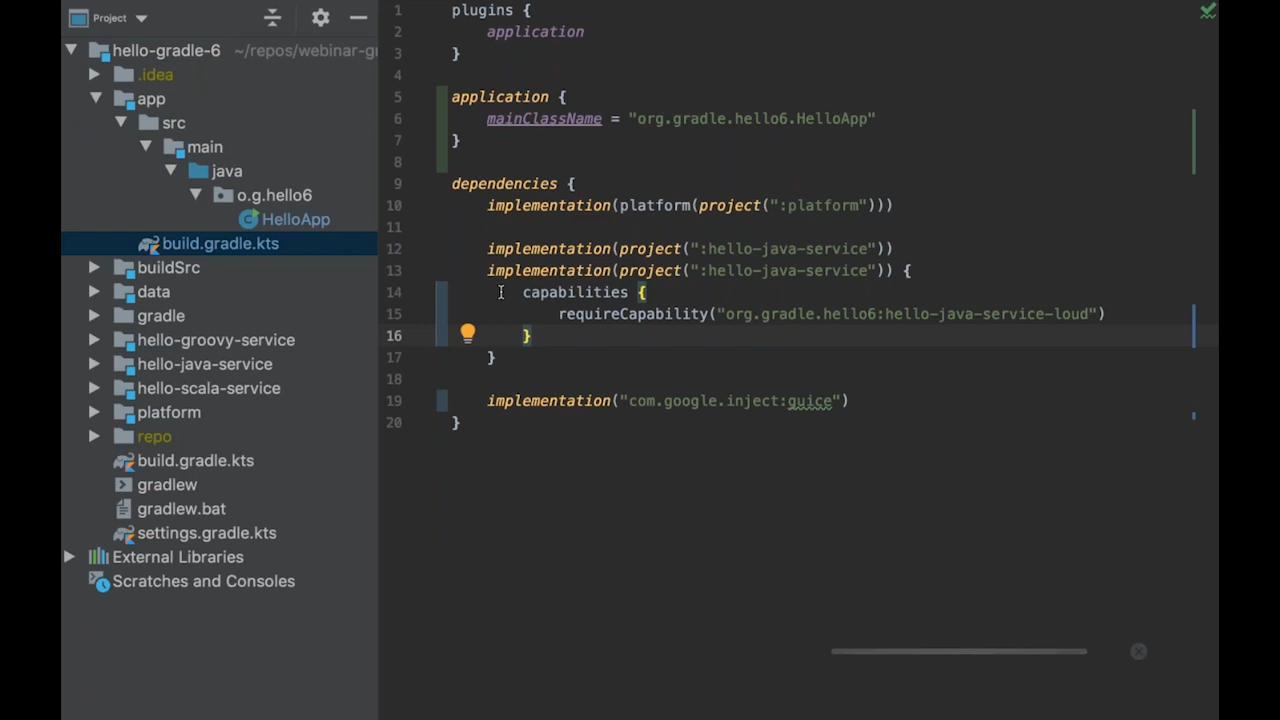 Project
hello-gradle-6 ~/repos/webinar-gr
.idea
app
src
main
java
o.g.hello6
HelloApp
build.gradle.kts
buildSrc
data
gradle
hello-groovy-service
hello-java-service
hello-scala-service
platform
repo
build.gradle.kts
gradlew
gradlew.bat
settings.gradle.kts
External Libraries
Scratches and Consoles
1 plugins {
2 application
3 }
4
5 application {
6 mainClassName = "org.gradle.hello6.HelloApp"
7 }
8
9 dependencies {
10 implementation(platform(project(":platform")))
11
12 implementation(project(":hello-java-service"))
13 implementation(project(":hello-java-service")) {
14 capabilities {
15 requireCapability("org.gradle.hello6:hello-java-service-loud")
16 }
17 }
18
19 implementation("com.google.inject:guice")
20 }